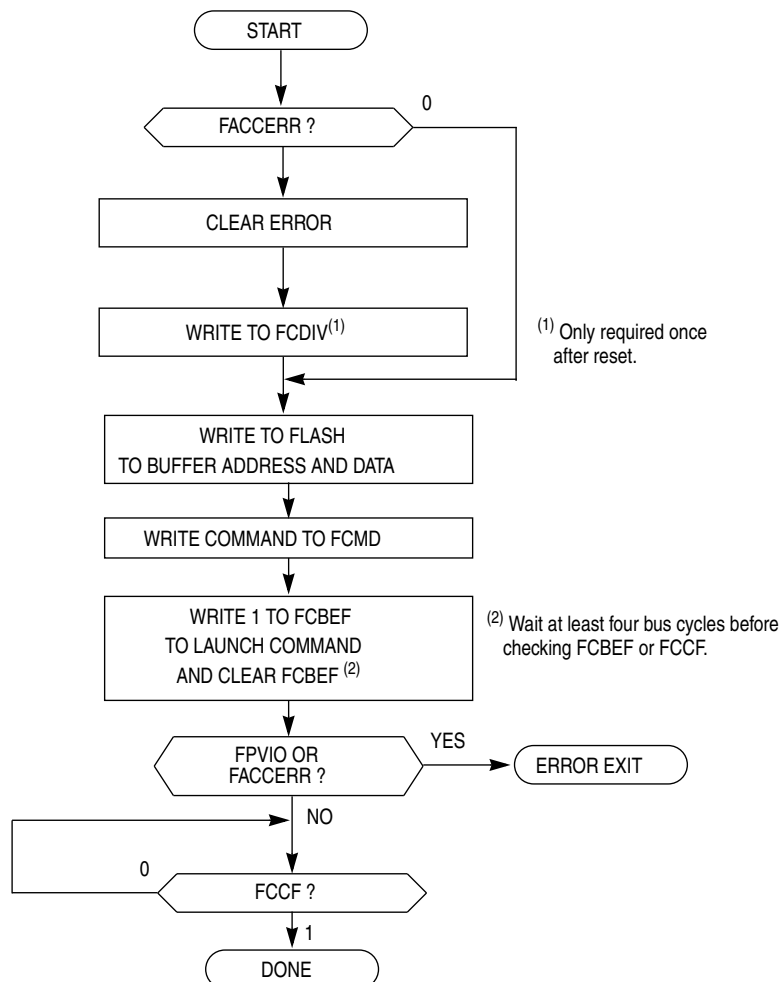 START
0
FACCERR ?
CLEAR ERROR
WRITE TO FCDIV(1)
(1) Only required once
after reset.
WRITE TO FLASH
TO BUFFER ADDRESS AND DATA
WRITE COMMAND TO FCMD
WRITE 1 TO FCBEF
TO LAUNCH COMMAND
AND CLEAR FCBEF (2)
(2) Wait at least four bus cycles before
checking FCBEF or FCCF.
FPVIO OR
FACCERR ?
YES
ERROR EXIT
NO
0
FCCF ?
1
DONE